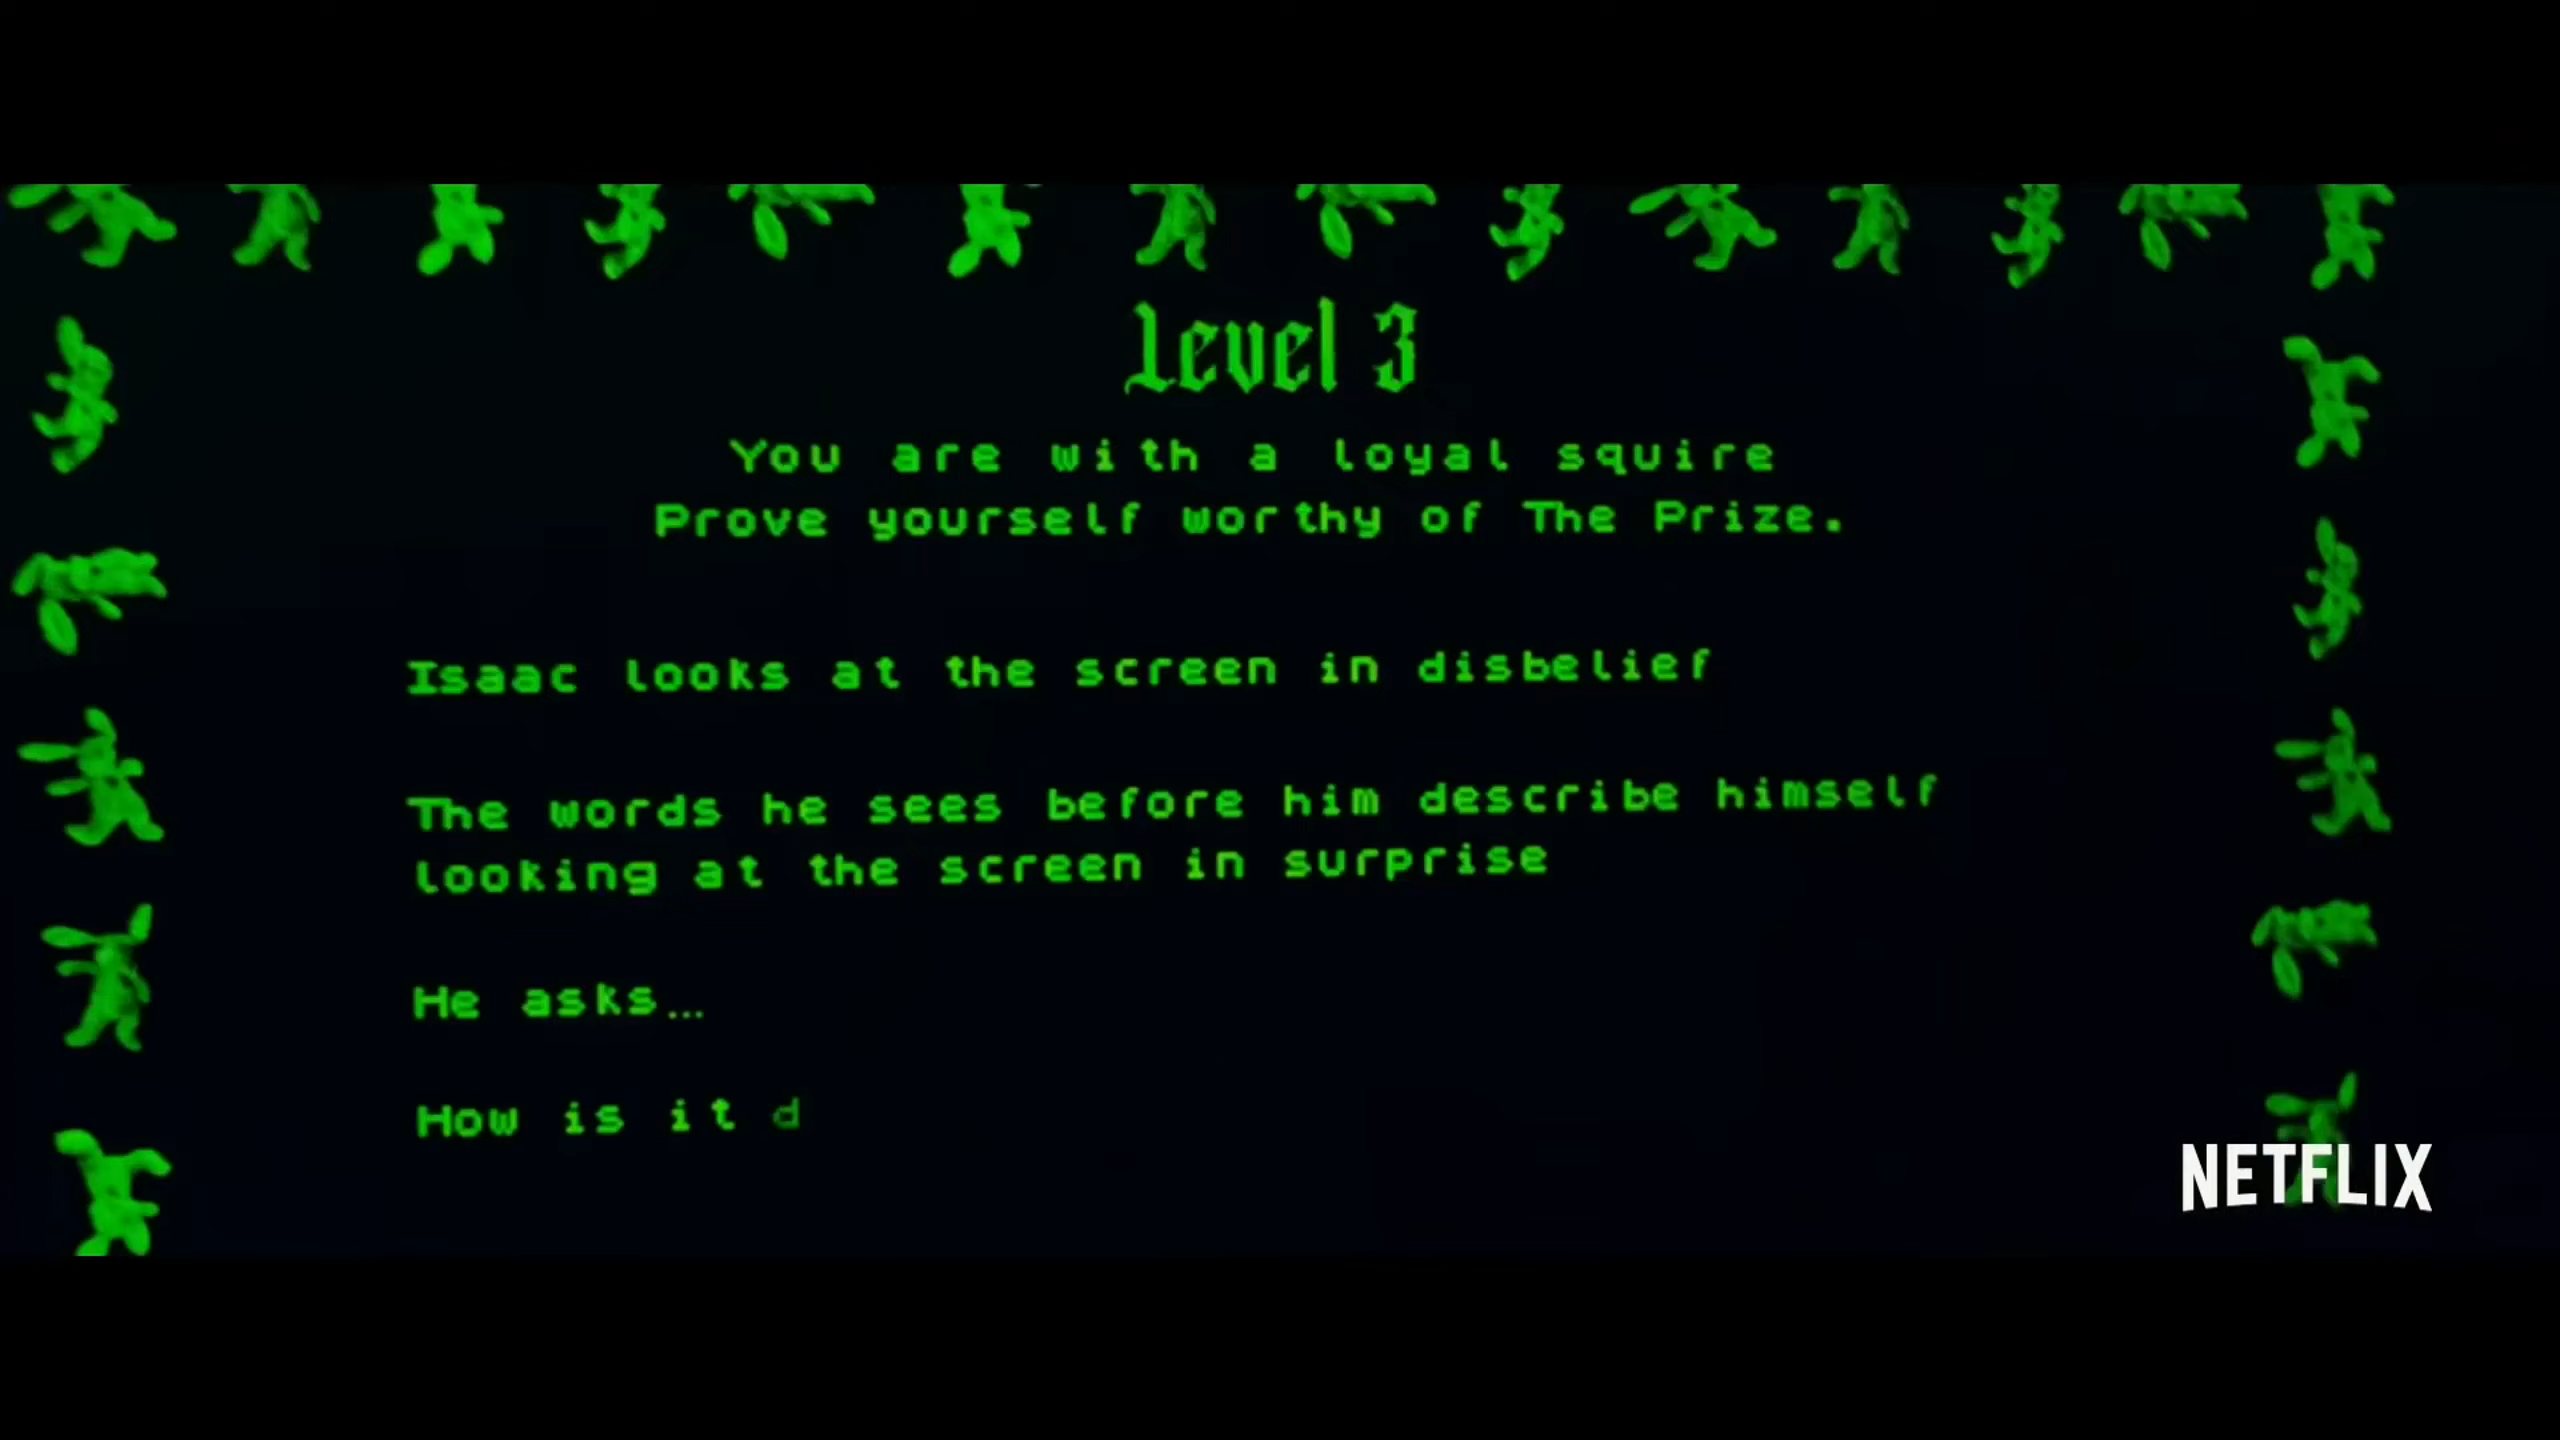 Level 3
You are with a loyal squire
Prove yourself worthy of The Prize.
Isaac looks at the screen in disbelief
The words he sees before him describe himself
looking at the screen in surprise
He asks...
How is it d
NETFLIX